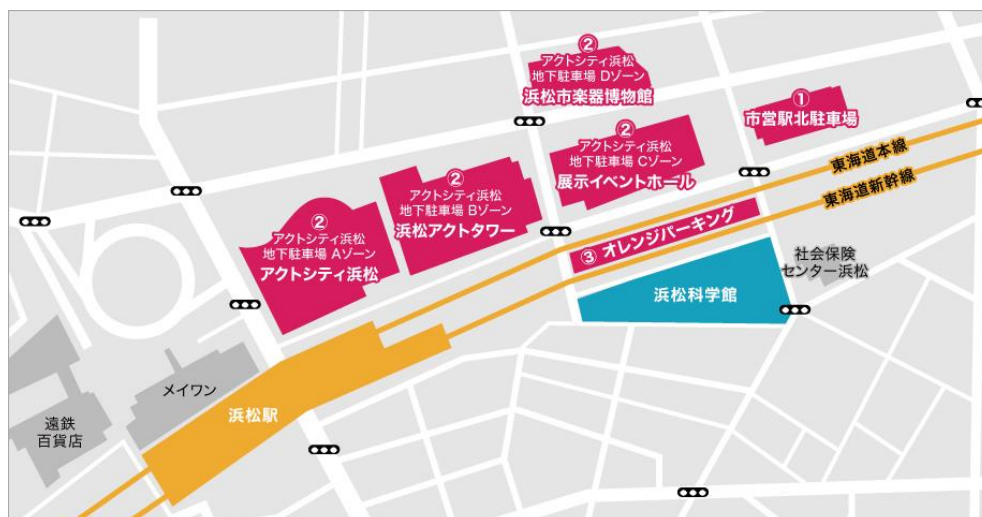 ②
アクトシティ浜松
地下駐車場 Dゾーン
浜松市楽器博物館
①
市営駅北駐車場
②
アクトシティ浜松
地下駐車場 Cゾーン
展示イベントホール
東海道本線
東海道新幹線
②
アクトシティ浜松
地下駐車場 Bゾーン
浜松アクトタワー
②
アクトシティ浜松
地下駐車場 Aゾーン
アクトシティ浜松
③ オレンジパーキング
社会保険
センター浜松
浜松科学館
メイワン
浜松駅
遠鉄
百貨店